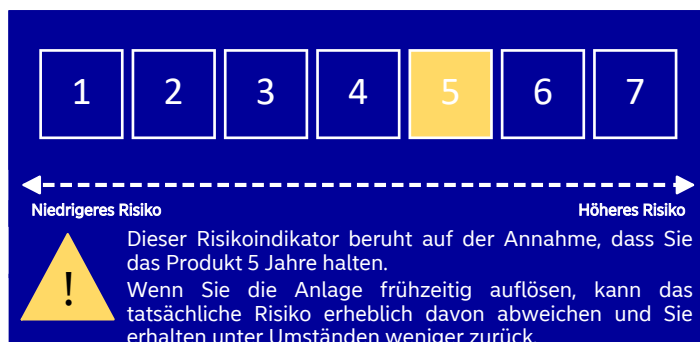 1 2 3 4 5 6 7
Niedrigeres Risiko Höheres Risiko
Dieser Risikoindikator beruht auf der Annahme, dass Sie
das Produkt 5 Jahre halten.
!
Wenn Sie die Anlage frühzeitig auflösen, kann das
tatsächliche Risiko erheblich davon abweichen und Sie
erhalten unter Umständen weniger zurück.